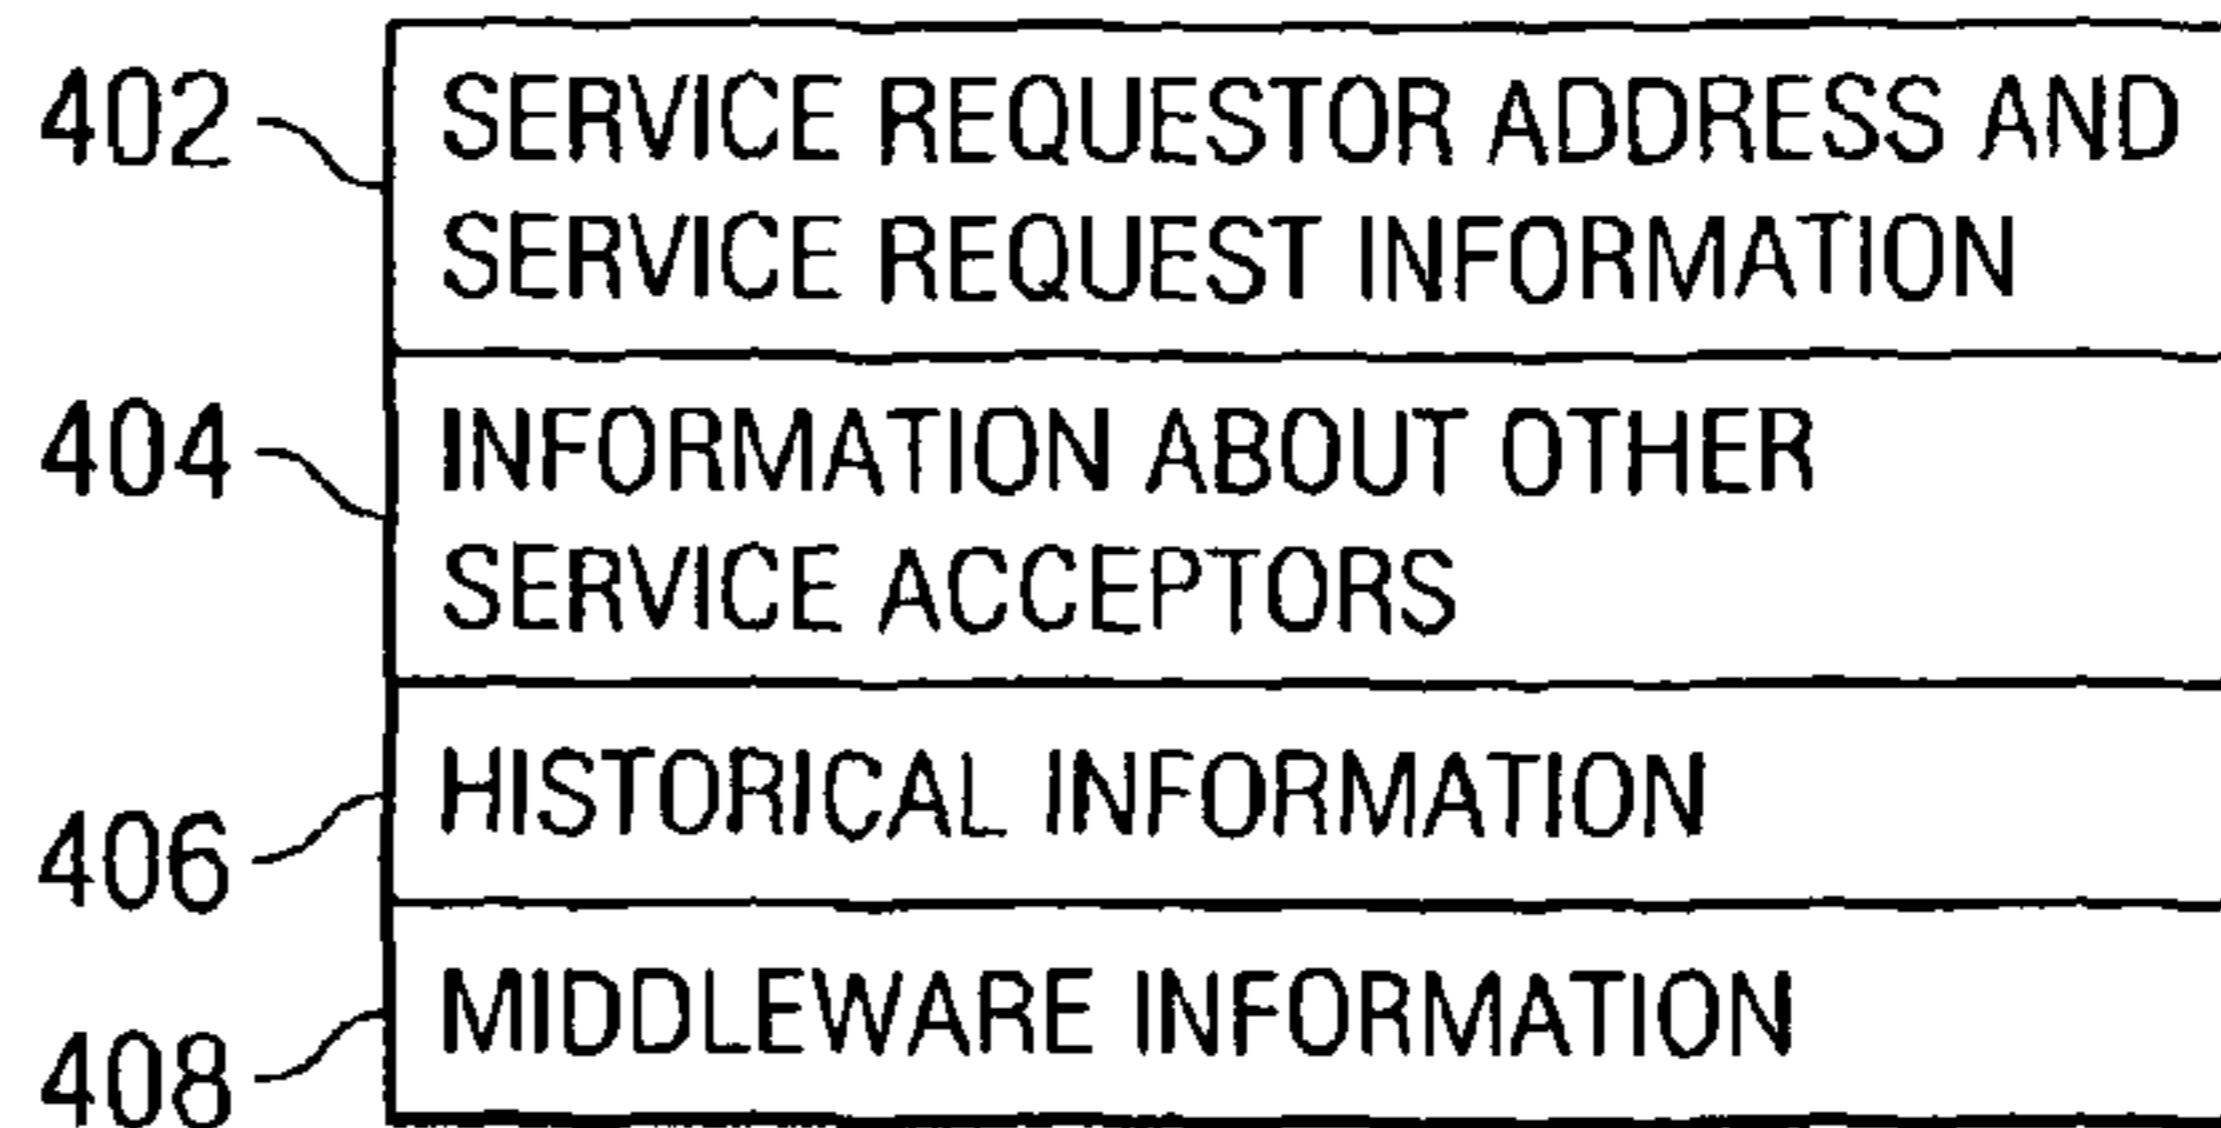 402 SERVICE REQUESTOR ADDRESS AND
SERVICE REQUEST INFORMATION
404 INFORMATION ABOUT OTHER
SERVICE ACCEPTORS
HISTORICAL INFORMATION
406
MIDDLEWARE INFORMATION
408